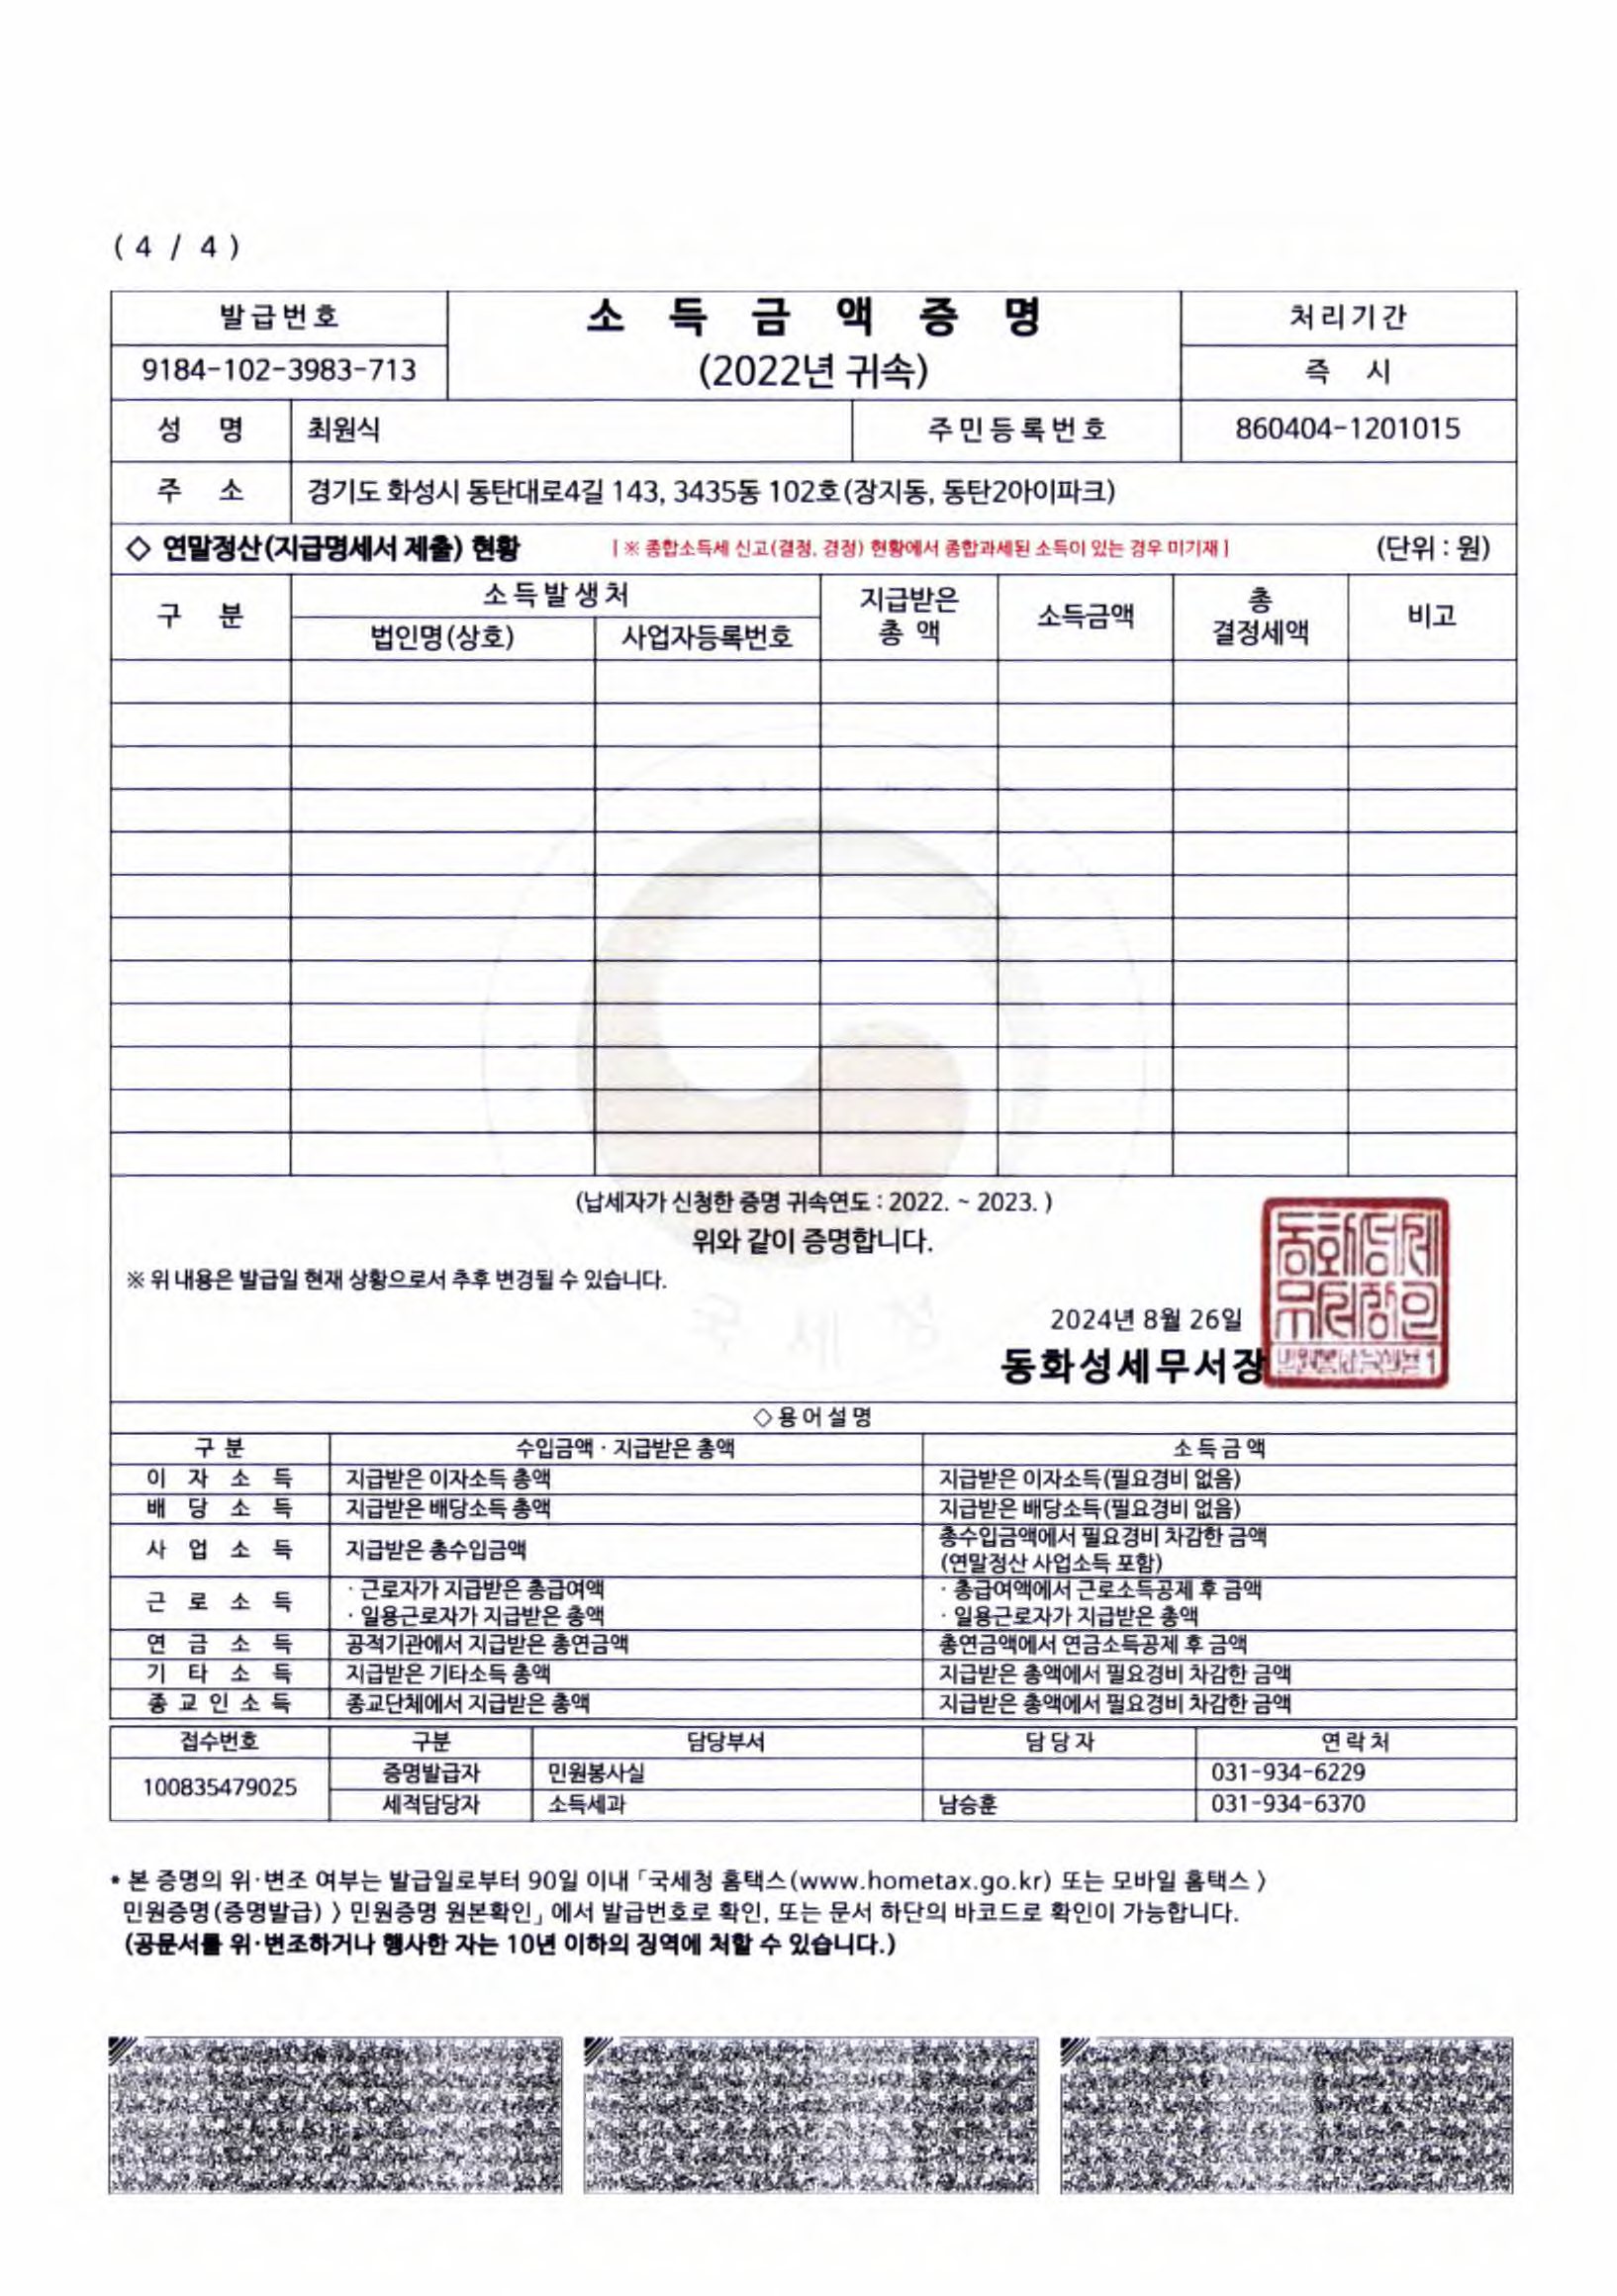 ( 4 / 4 )
발급번호
소 득 금 액 증 명
처리기간
9184-102-3983-713
(2022년 귀속)
즉 시
성 명 최원식 주민등록번호 860404-1201015
주 소 경기도 화성시 동탄대로4길 143, 3435동 102호(장지동, 동탄2아이파크)
◇ 연말정산(지급명세서 제출) 현황 [ ※ 종합소득세 신고(결정, 경정) 현황에서 종합과세된 소득이 있는 경우 미기재 ] (단위 : 원)
구 분 소득발생처 지급받은 총 액 소득금액 총 결정세액 비고
법인명(상호) 사업자등록번호
(납세자가 신청한 증명 귀속연도 : 2022. ~ 2023. )
위와 같이 증명합니다.
※ 위 내용은 발급일 현재 상황으로서 추후 변경될 수 있습니다.
2024년 8월 26일
동화성세무서장
◇용어설명
구 분 수입금액 · 지급받은 총액 소득금액
이 자 소 득 지급받은 이자소득 총액 지급받은 이자소득(필요경비 없음)
배 당 소 득 지급받은 배당소득 총액 지급받은 배당소득(필요경비 없음)
사 업 소 득 지급받은 총수입금액 총수입금액에서 필요경비 차감한 금액
(연말정산 사업소득 포함)
근 로 소 득 · 근로자가 지급받은 총급여액 · 총급여액에서 근로소득공제 후 금액
· 일용근로자가 지급받은 총액 · 일용근로자가 지급받은 총액
연 금 소 득 공적기관에서 지급받은 총연금액 총연금액에서 연금소득공제 후 금액
기 타 소 득 지급받은 기타소득 총액 지급받은 총액에서 필요경비 차감한 금액
종 교 인 소 득 종교단체에서 지급받은 총액 지급받은 총액에서 필요경비 차감한 금액
접수번호 구분 담당부서 담당자 연락처
100835479025 증명발급자 민원봉사실 031-934-6229
세적담당자 소득세과 남승훈 031-934-6370
* 본 증명의 위·변조 여부는 발급일로부터 90일 이내 「국세청 홈택스(www.hometax.go.kr) 또는 모바일 홈택스 〉
민원증명(증명발급) 〉 민원증명 원본확인」 에서 발급번호로 확인, 또는 문서 하단의 바코드로 확인이 가능합니다.
(공문서를 위·변조하거나 행사한 자는 10년 이하의 징역에 처할 수 있습니다.)